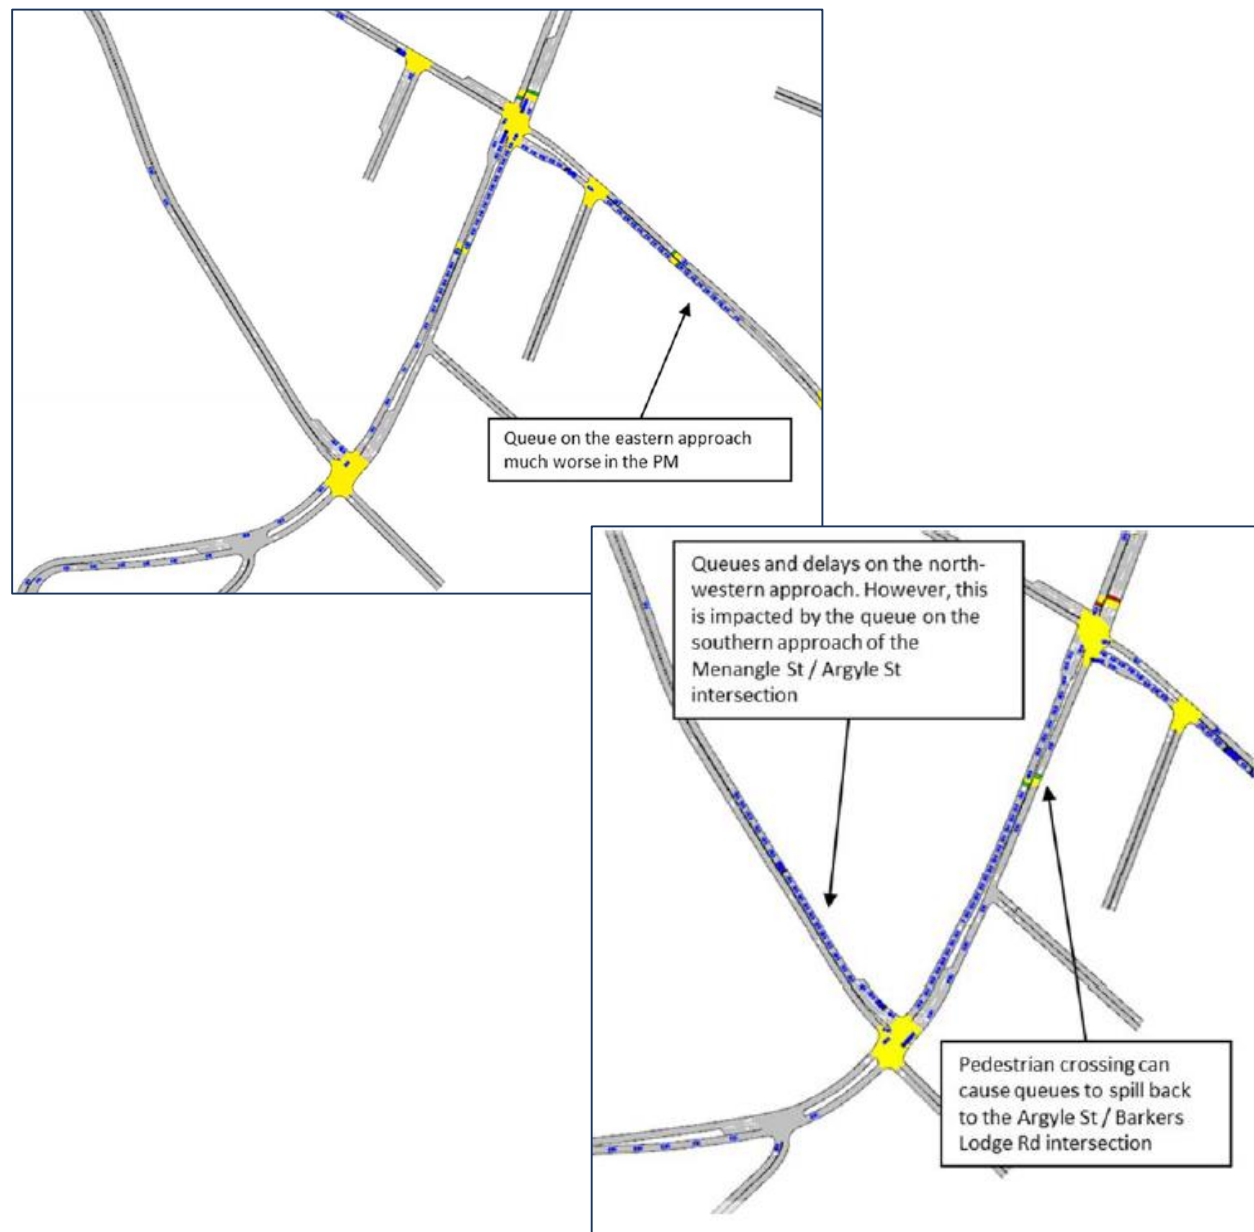 Queue on the eastern approach
much worse in the PM
Queues and delays on the north-
western approach. However, this
is impacted by the queue on the
southern approach of the
Menangle St / Argyle St
intersection
Pedestrian crossing can
cause queues to spill back
to the Argyle St / Barkers
Lodge Rd intersection